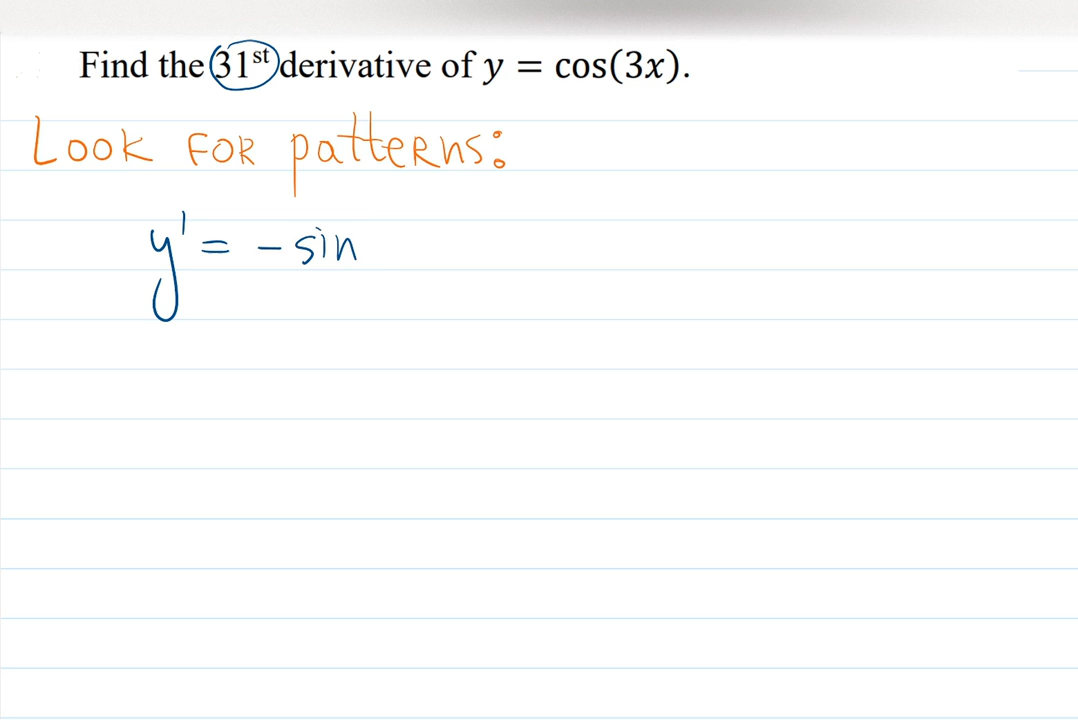 Find the 31ˢᵗ derivative of y = cos(3x).
Look FOR patteRns:
y' = - sin